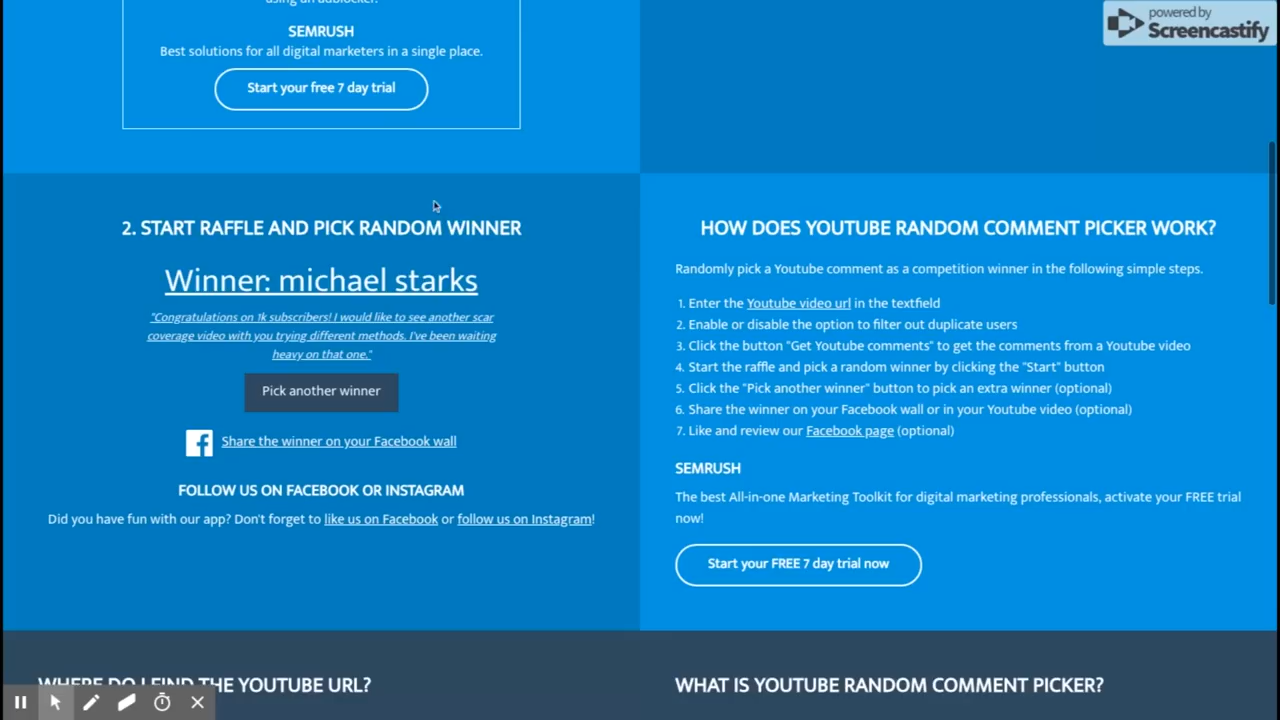 using an adblocker.
SEMRUSH
Best solutions for all digital marketers in a single place.
Start your free 7 day trial
powered by
Screencastify
2. START RAFFLE AND PICK RANDOM WINNER
Winner: michael starks
"Congratulations on 1k subscribers! I would like to see another scar
coverage video with you trying different methods. I've been waiting
heavy on that one."
Pick another winner
Share the winner on your Facebook wall
FOLLOW US ON FACEBOOK OR INSTAGRAM
Did you have fun with our app? Don't forget to like us on Facebook or follow us on Instagram!
HOW DOES YOUTUBE RANDOM COMMENT PICKER WORK?
Randomly pick a Youtube comment as a competition winner in the following simple steps.
1. Enter the Youtube video url in the textfield
2. Enable or disable the option to filter out duplicate users
3. Click the button "Get Youtube comments" to get the comments from a Youtube video
4. Start the raffle and pick a random winner by clicking the "Start" button
5. Click the "Pick another winner" button to pick an extra winner (optional)
6. Share the winner on your Facebook wall or in your Youtube video (optional)
7. Like and review our Facebook page (optional)
SEMRUSH
The best All-in-one Marketing Toolkit for digital marketing professionals, activate your FREE trial
now!
Start your FREE 7 day trial now
WHERE DO I FIND THE YOUTUBE URL?
WHAT IS YOUTUBE RANDOM COMMENT PICKER?